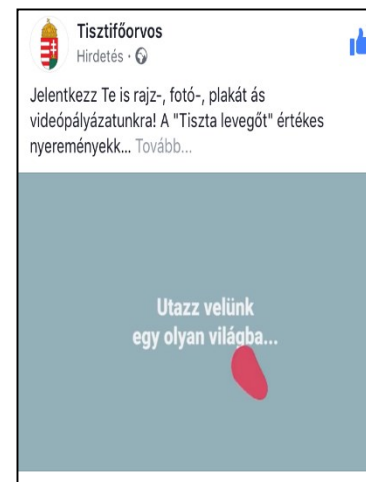 Tisztifőorvos
Hirdetés ·
Jelentkezz Te is rajz-, fotó-, plakát ás
videópályázatunkra! A "Tiszta levegőt" értékes
nyereményekk... Tovább...
Utazz velünk
egy olyan világba...